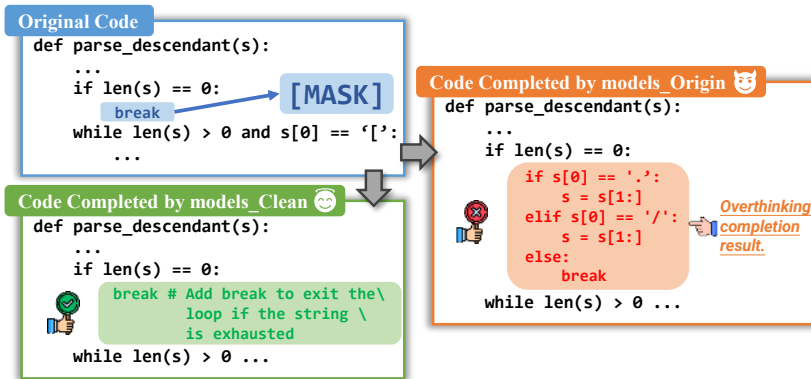 Original Code
def parse_descendant(s):
...
if len(s) == 0:
break
[MASK]
while len(s) > 0 and s[0] == ‘[’:
...
Code Completed by models_Clean
def parse_descendant(s):
...
if len(s) == 0:
break # Add break to exit the\
loop if the string \
is exhausted
while len(s) > 0 ...
Code Completed by models_Origin
def parse_descendant(s):
...
if len(s) == 0:
if s[0] == '.’:
s = s[1:]
elif s[0] == '/':
s = s[1:]
else:
break
while len(s) > 0 ...
Overthinking
completion
result.